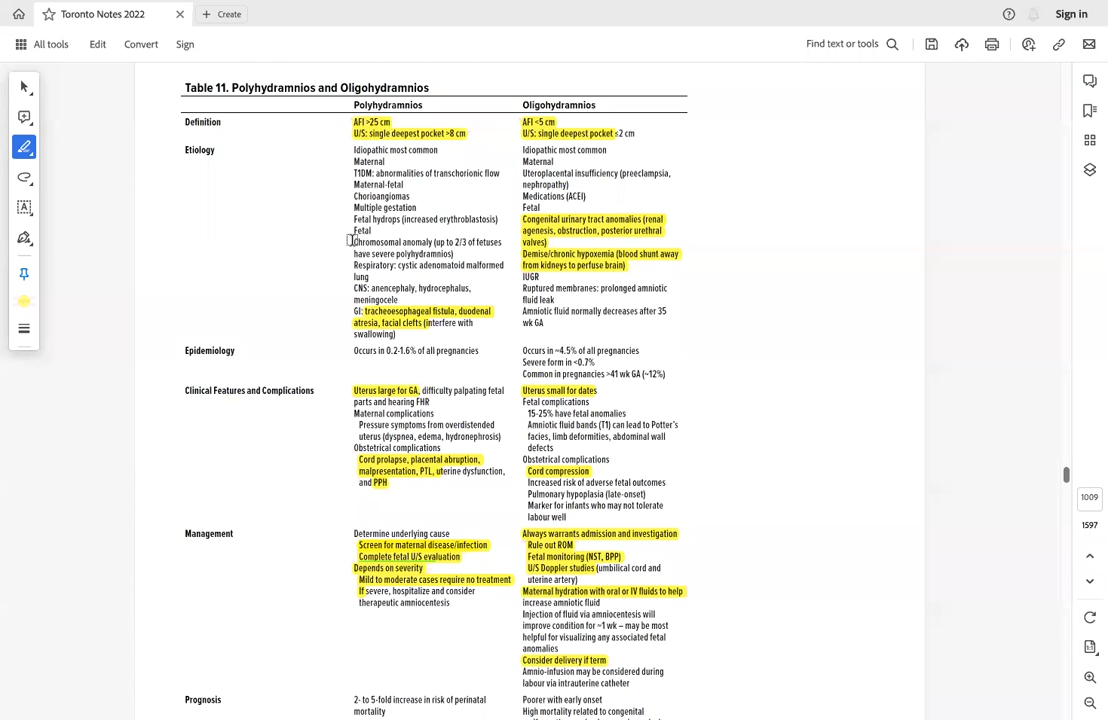 Toronto Notes 2022
Create
Sign in
All tools
Edit
Convert
Sign
Find text or tools
Table 11. Polyhydramnios and Oligohydramnios
Polyhydramnios
Oligohydramnios
Definition
AFI >25 cm
U/S: single deepest pocket >8 cm
AFI <5 cm
U/S: single deepest pocket ≤2 cm
Etiology
Idiopathic most common
Maternal
T1DM: abnormalities of transchorionic flow
Maternal-fetal
Chorioangiomas
Multiple gestation
Fetal hydrops (increased erythroblastosis)
Fetal
Chromosomal anomaly (up to 2/3 of fetuses
have severe polyhydramnios)
Respiratory: cystic adenomatoid malformed
lung
CNS: anencephaly, hydrocephalus,
meningocele
GI: tracheoesophageal fistula, duodenal
atresia, facial clefts (interfere with
swallowing)
Idiopathic most common
Maternal
Uteroplacental insufficiency (preeclampsia,
nephropathy)
Medications (ACEI)
Fetal
Congenital urinary tract anomalies (renal
agenesis, obstruction, posterior urethral
valves)
Demise/chronic hypoxemia (blood shunt away
from kidneys to perfuse brain)
IUGR
Ruptured membranes: prolonged amniotic
fluid leak
Amniotic fluid normally decreases after 35
wk GA
Epidemiology
Occurs in 0.2-1.6% of all pregnancies
Occurs in ~4.5% of all pregnancies
Severe form in <0.7%
Common in pregnancies >41 wk GA (~12%)
Clinical Features and Complications
Uterus large for GA, difficulty palpating fetal
parts and hearing FHR
Maternal complications
Pressure symptoms from overdistended
uterus (dyspnea, edema, hydronephrosis)
Obstetrical complications
Cord prolapse, placental abruption,
malpresentation, PTL, uterine dysfunction,
and PPH
Uterus small for dates
Fetal complications
15-25% have fetal anomalies
Amniotic fluid bands (T1) can lead to Potter's
facies, limb deformities, abdominal wall
defects
Obstetrical complications
Cord compression
Increased risk of adverse fetal outcomes
Pulmonary hypoplasia (late-onset)
Marker for infants who may not tolerate
labour well
Management
Determine underlying cause
Screen for maternal disease/infection
Complete fetal U/S evaluation
Depends on severity
Mild to moderate cases require no treatment
If severe, hospitalize and consider
therapeutic amniocentesis
Always warrants admission and investigation
Rule out ROM
Fetal monitoring (NST, BPP)
U/S Doppler studies (umbilical cord and
uterine artery)
Maternal hydration with oral or IV fluids to help
increase amniotic fluid
Injection of fluid via amniocentesis will
improve condition for ~1 wk – may be most
helpful for visualizing any associated fetal
anomalies
Consider delivery if term
Amnio-infusion may be considered during
labour via intrauterine catheter
Prognosis
2- to 5-fold increase in risk of perinatal
mortality
Poorer with early onset
High mortality related to congenital
1009
1597